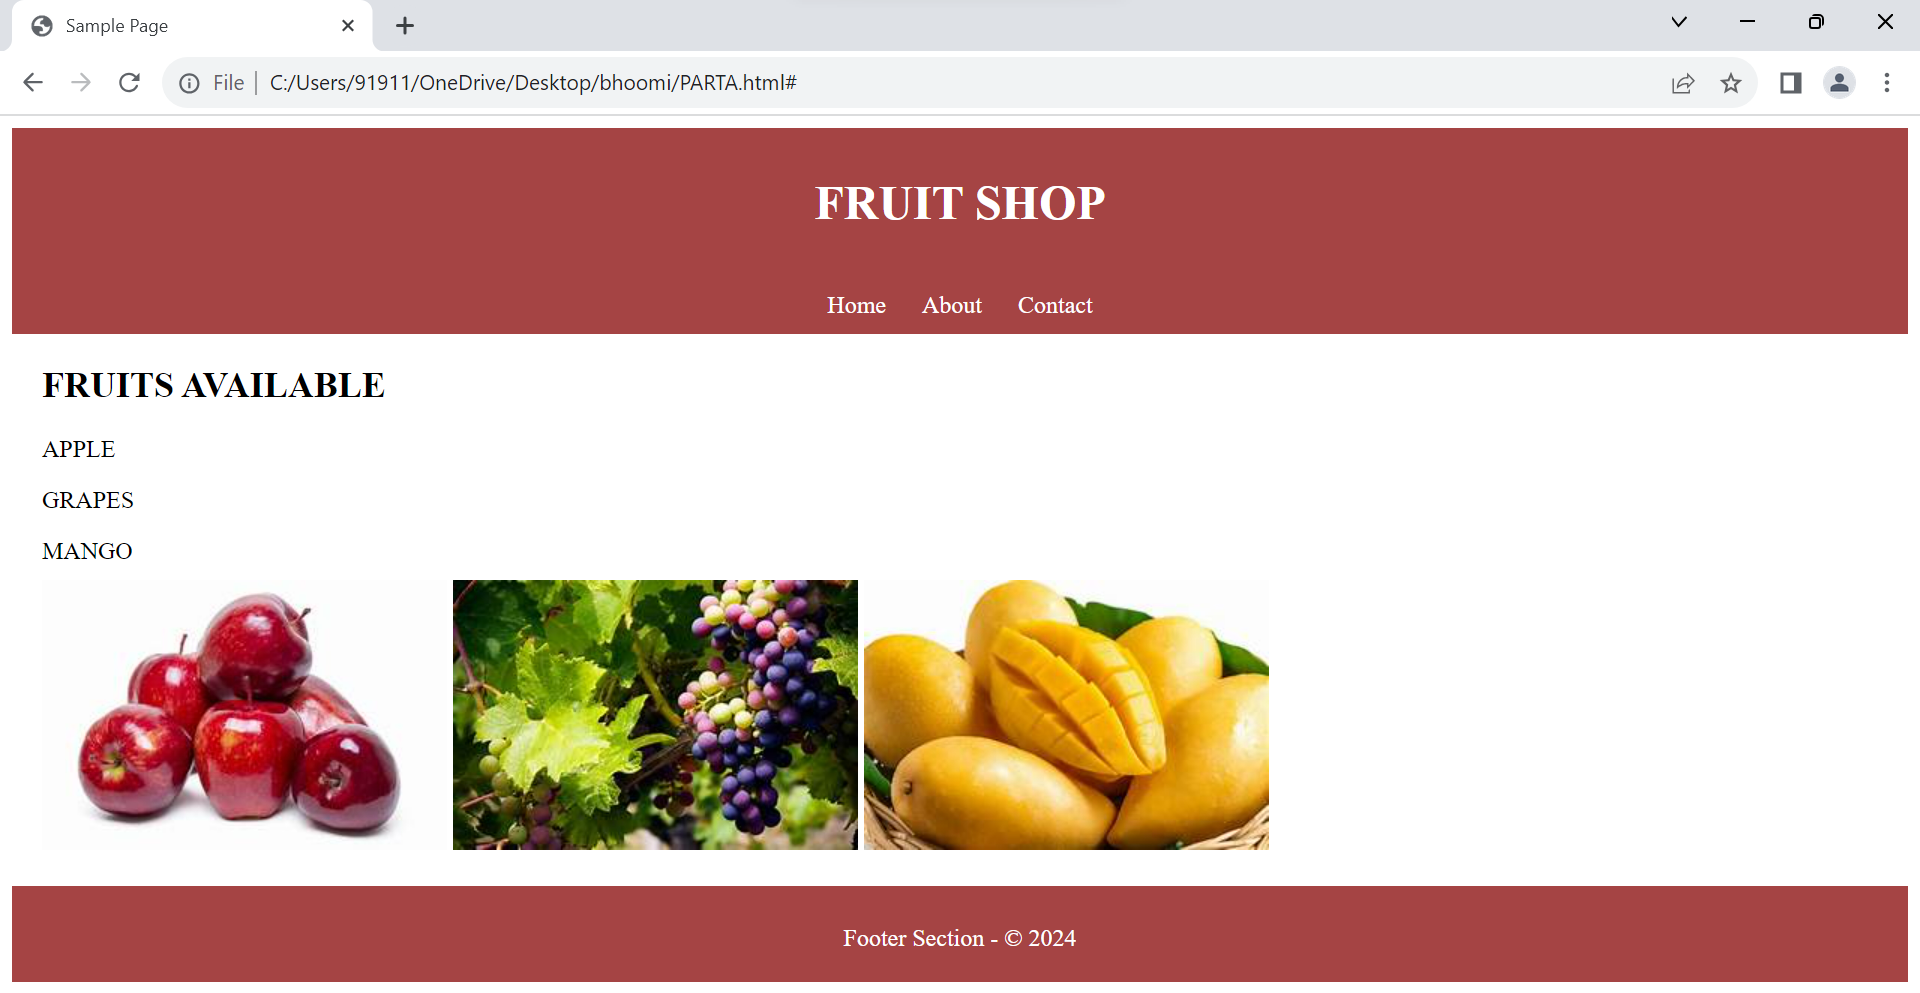 Sample Page
File C:/Users/91911/OneDrive/Desktop/bhoomi/PARTA.html#
FRUIT SHOP
Home About Contact
FRUITS AVAILABLE
APPLE
GRAPES
MANGO
Footer Section - © 2024